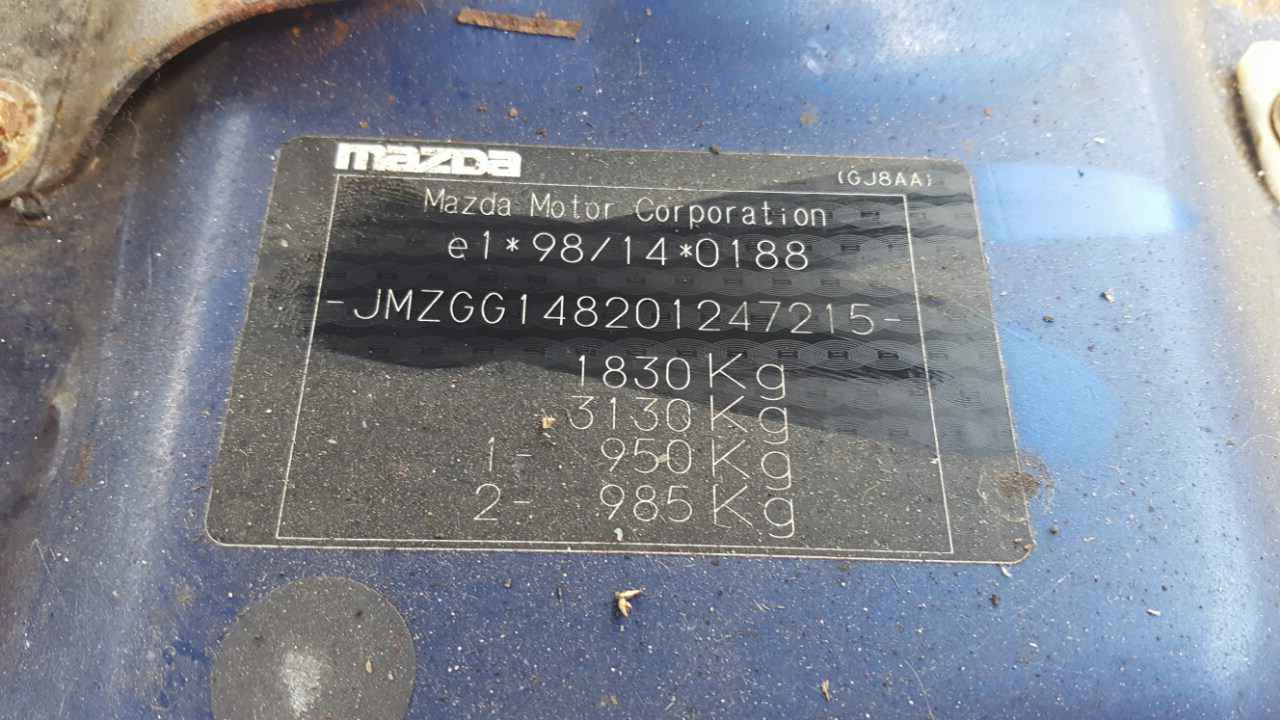 mazda
(GJ8AA)
Mazda Motor Corporation
e1*98/14*0188
-JMZGG148201247215-
1830Kg
3130Kg
1- 950Kg
2- 985Kg